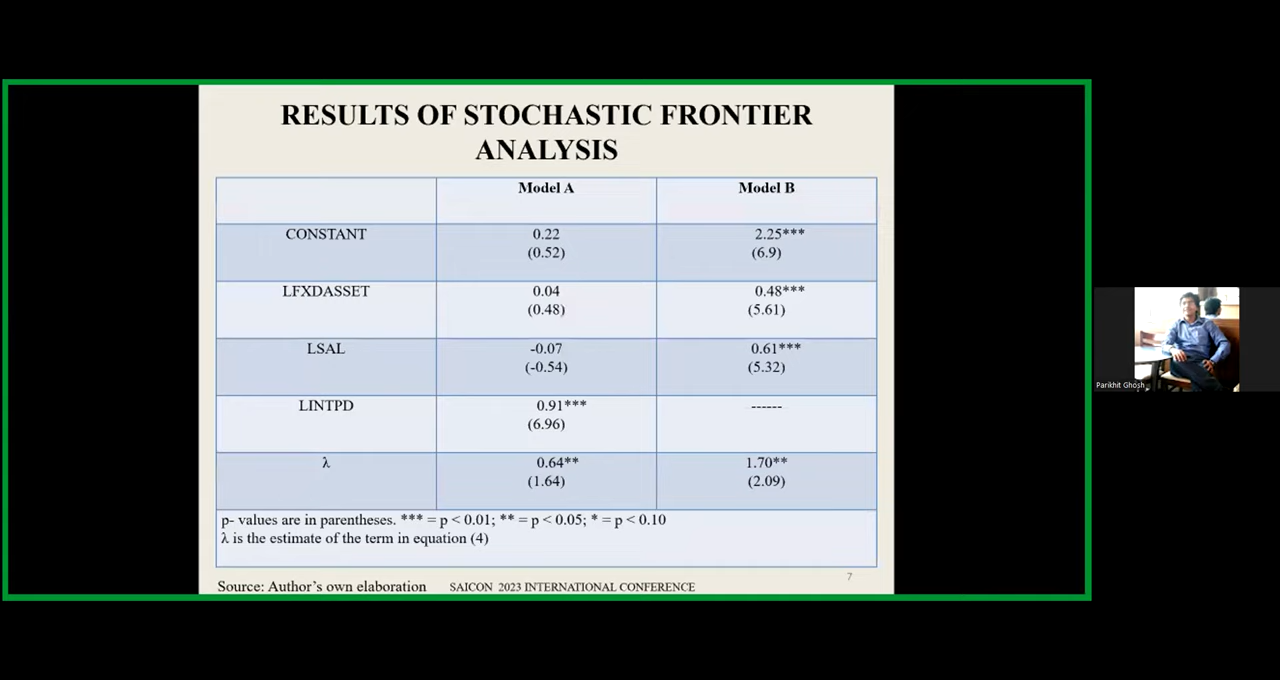 RESULTS OF STOCHASTIC FRONTIER
ANALYSIS
Model A Model B
CONSTANT 0.22 2.25***
(0.52) (6.9)
LFXDASSET 0.04 0.48***
(0.48) (5.61)
LSAL -0.07 0.61***
(-0.54) (5.32)
LINTPD 0.91*** ------
(6.96)
λ 0.64** 1.70**
(1.64) (2.09)
p- values are in parentheses. *** = p < 0.01; ** = p < 0.05; * = p < 0.10
λ is the estimate of the term in equation (4)
7
Source: Author’s own elaboration SAICON 2023 INTERNATIONAL CONFERENCE
Parikhit Ghosh